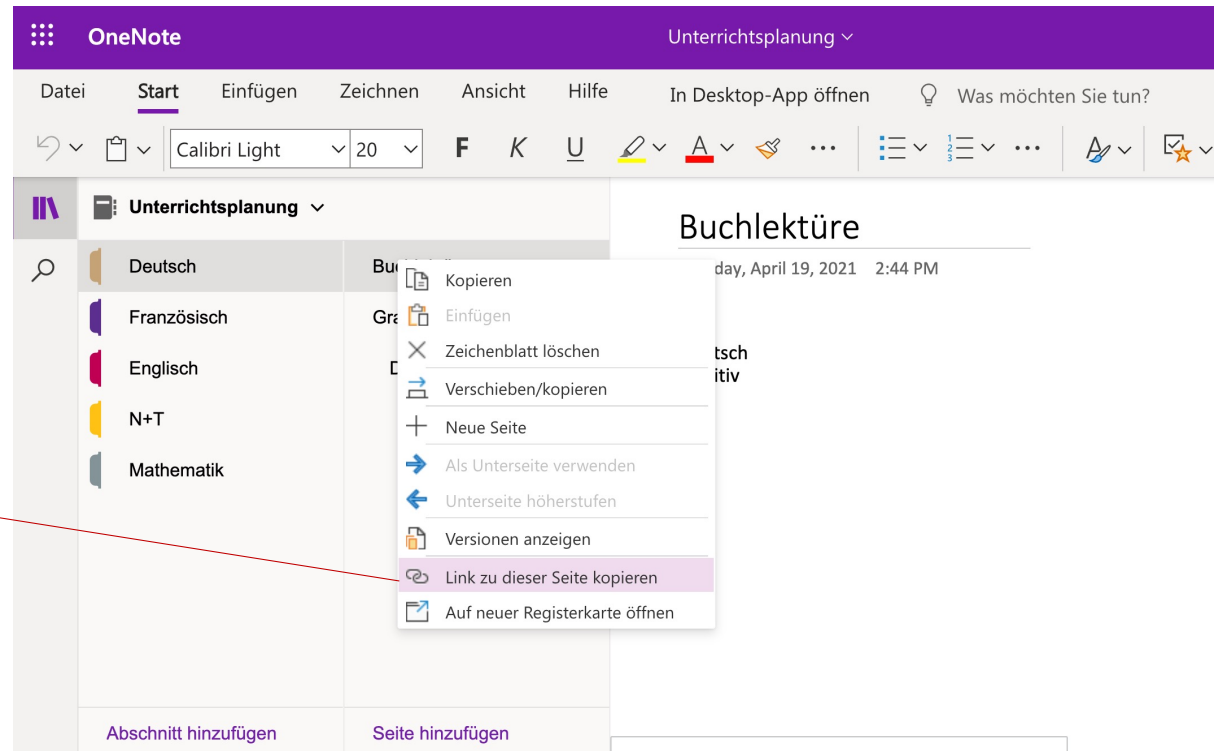 OneNote
Unterrichtsplanung
Datei Start Einfügen Zeichnen Ansicht Hilfe In Desktop-App öffnen Was möchten Sie tun?
Calibri Light 20 F K U A
Unterrichtsplanung
Buchlektüre
April 19, 2021 2:44 PM
Deutsch
Französisch
Englisch
N+T
Mathematik
Kopieren
Einfügen
Zeichenblatt löschen
Verschieben/kopieren
Neue Seite
Als Unterseite verwenden
Unterseite höherstufen
Versionen anzeigen
Link zu dieser Seite kopieren
Auf neuer Registerkarte öffnen
Abschnitt hinzufügen
Seite hinzufügen